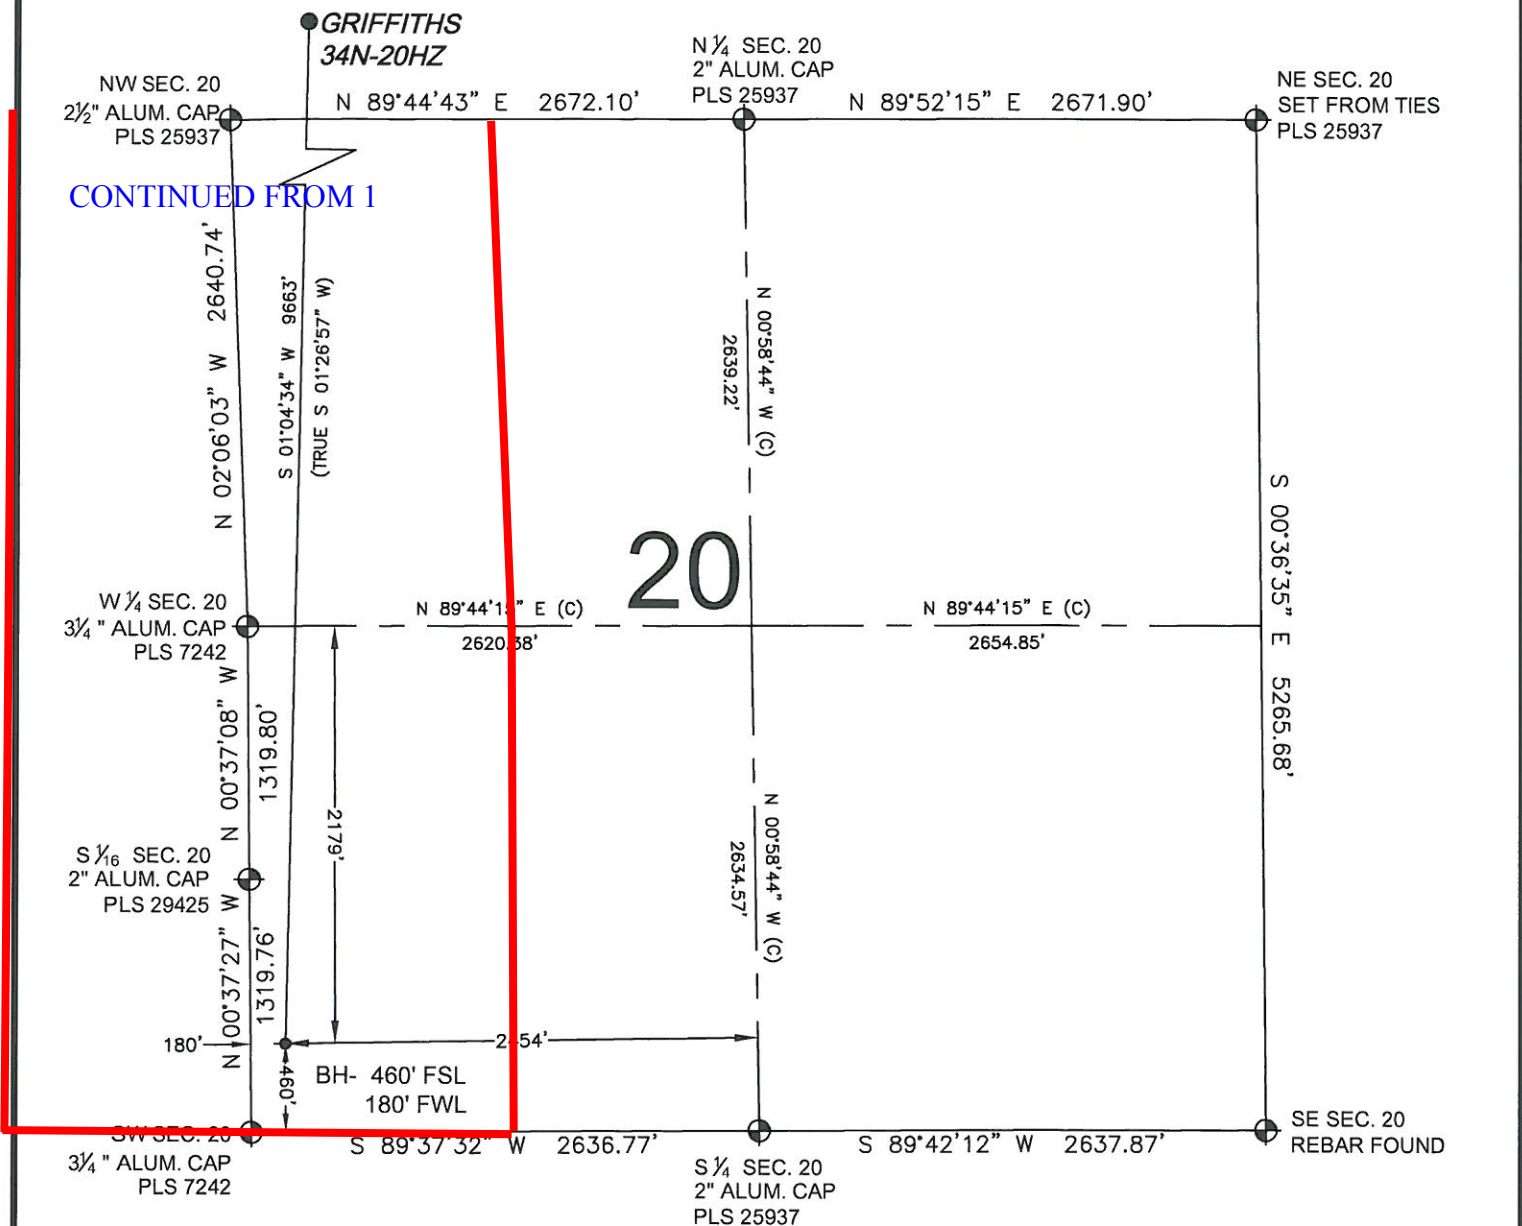 GRIFFITHS
34N-20HZ
NW SEC. 20
2½" ALUM. CAP
PLS 25937
N 89°44'43" E 2672.10'
N ¼ SEC. 20
2" ALUM. CAP
PLS 25937
N 89°52'15" E 2671.90'
NE SEC. 20
SET FROM TIES
PLS 25937
CONTINUED FROM 1
N 02°06'03" W 2640.74'
S 01°04'34" W 9663'
(TRUE S 01°26'57" W)
N 00°58'44" W (C)
2639.22'
S 00°36'35" E 5265.68'
20
W ¼ SEC. 20
3¼" ALUM. CAP
PLS 7242
N 89°44'15" E (C)
2620.38'
N 89°44'15" E (C)
2654.85'
N 00°37'08" W
1319.80'
2179'
N 00°58'44" W (C)
2634.57'
S 1/16 SEC. 20
2" ALUM. CAP
PLS 29425
N 00°37'27" W
1319.76'
180'
2454'
460'
BH- 460' FSL
180' FWL
SW SEC. 20
3¼" ALUM. CAP
PLS 7242
S 89°37'32" W 2636.77'
S ¼ SEC. 20
2" ALUM. CAP
PLS 25937
S 89°42'12" W 2637.87'
SE SEC. 20
REBAR FOUND